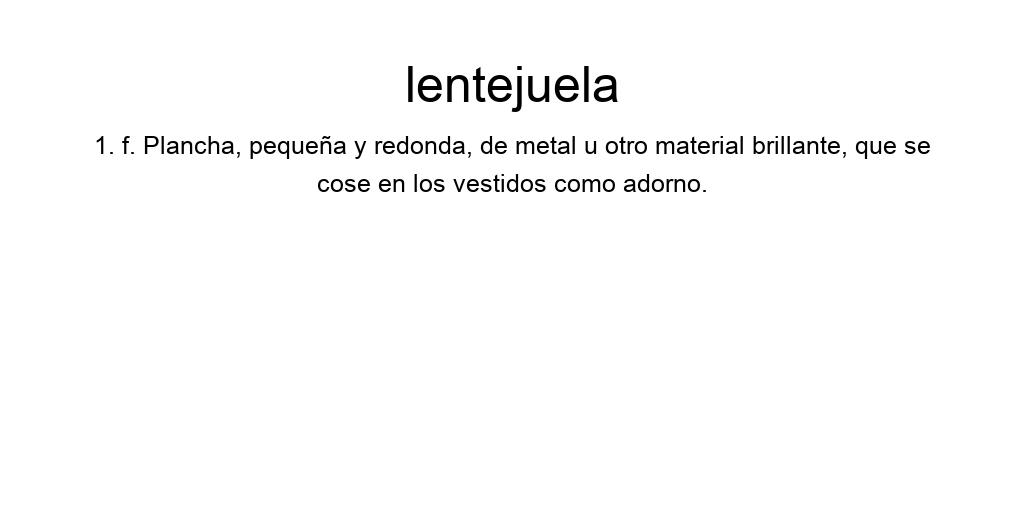 lentejuela
1. f. Plancha, pequeña y redonda, de metal u otro material brillante, que se
cose en los vestidos como adorno.